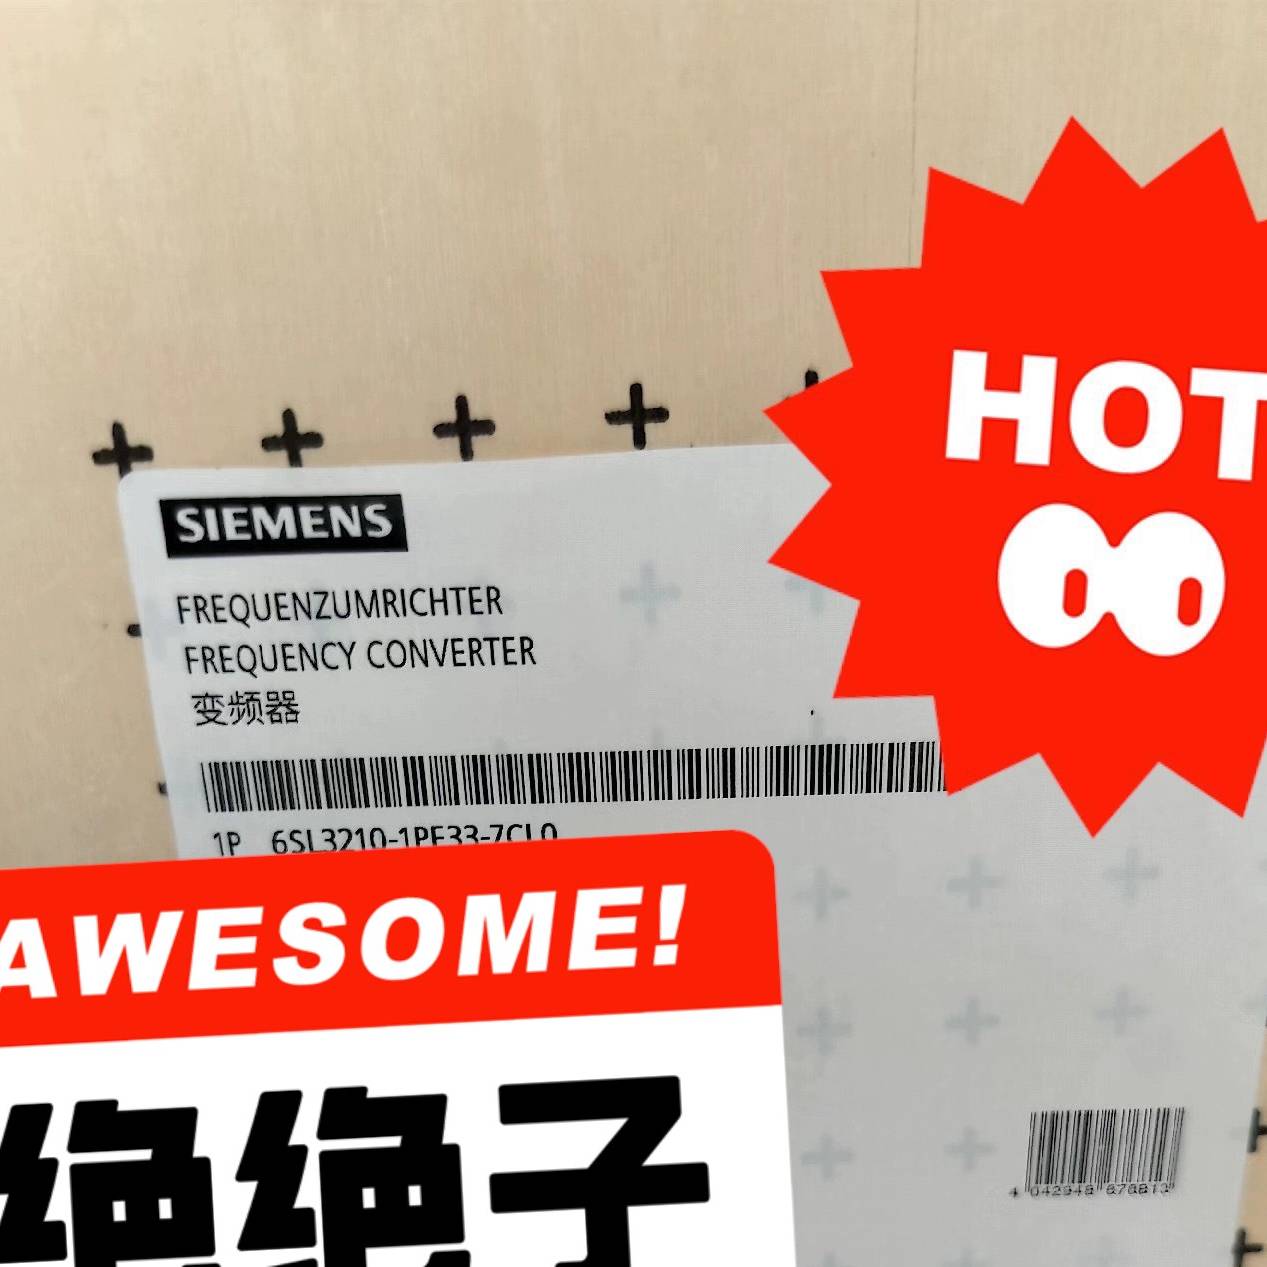 HOT
SIEMENS
FREQUENZUMRICHTER
FREQUENCY CONVERTER
变频器
1P 6SL3210-1PE33-7CL0
AWESOME!
绝绝子